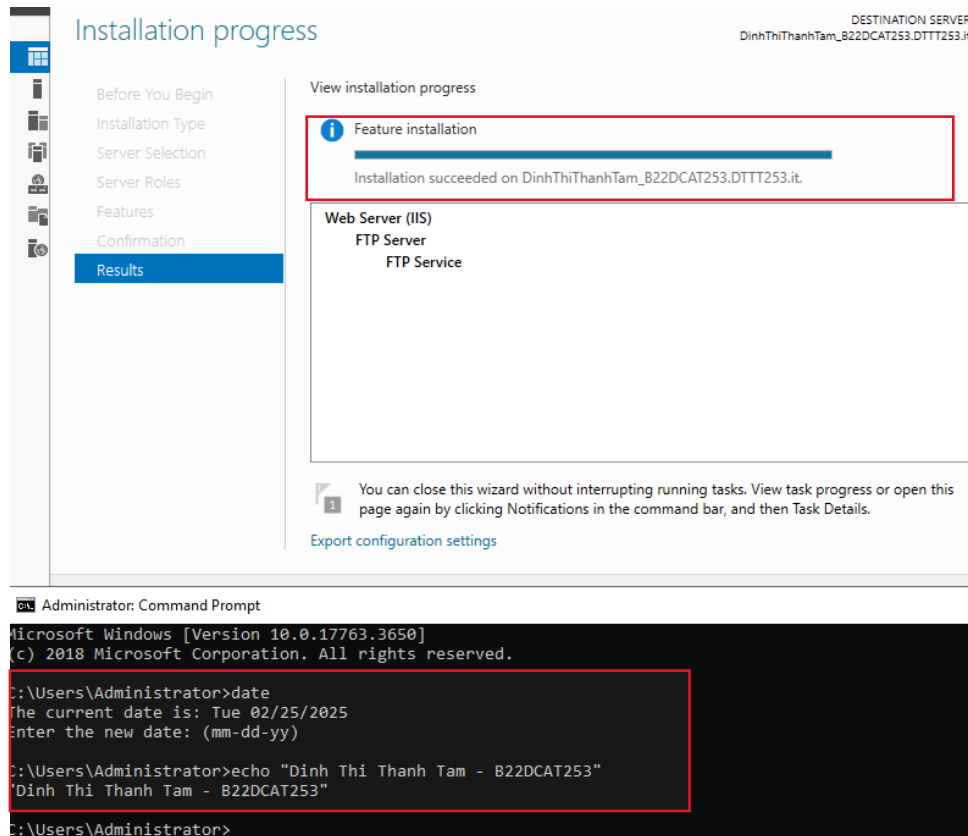 Installation progress
DESTINATION SERVER
DinhThiThanhTam_B22DCAT253.DTTT253.it
Before You Begin
Installation Type
Server Selection
Server Roles
Features
Confirmation
Results
View installation progress
Feature installation
Installation succeeded on DinhThiThanhTam_B22DCAT253.DTTT253.it.
Web Server (IIS)
FTP Server
FTP Service
1
You can close this wizard without interrupting running tasks. View task progress or open this
page again by clicking Notifications in the command bar, and then Task Details.
Export configuration settings
Administrator: Command Prompt
Microsoft Windows [Version 10.0.17763.3650]
(c) 2018 Microsoft Corporation. All rights reserved.
C:\Users\Administrator>date
The current date is: Tue 02/25/2025
Enter the new date: (mm-dd-yy)
C:\Users\Administrator>echo "Dinh Thi Thanh Tam - B22DCAT253"
"Dinh Thi Thanh Tam - B22DCAT253"
C:\Users\Administrator>